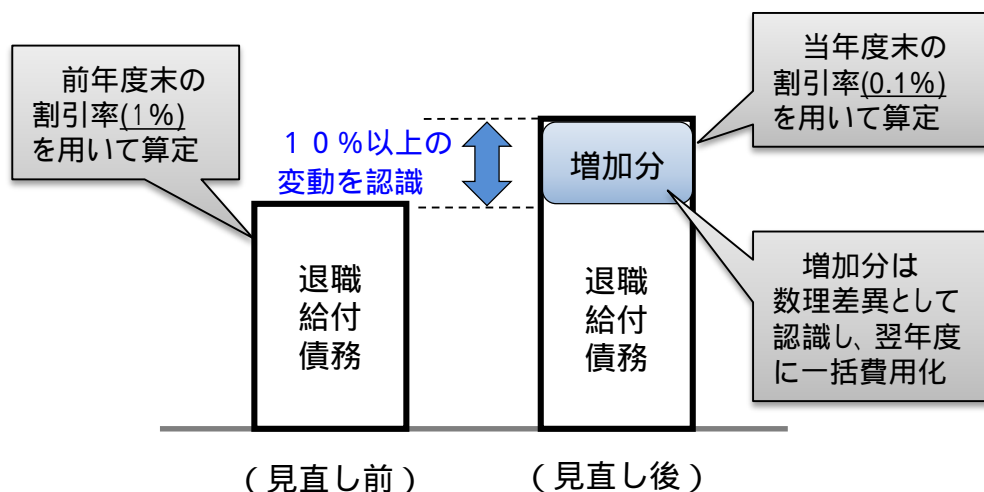 前年度末の
割引率(1%)
を用いて算定
１０%以上の
変動を認識
当年度末の
割引率(0.1%)
を用いて算定
増加分
退職
給付
債務
退職
給付
債務
増加分は
数理差異として
認識し、翌年度
に一括費用化
（見直し前）
（見直し後）